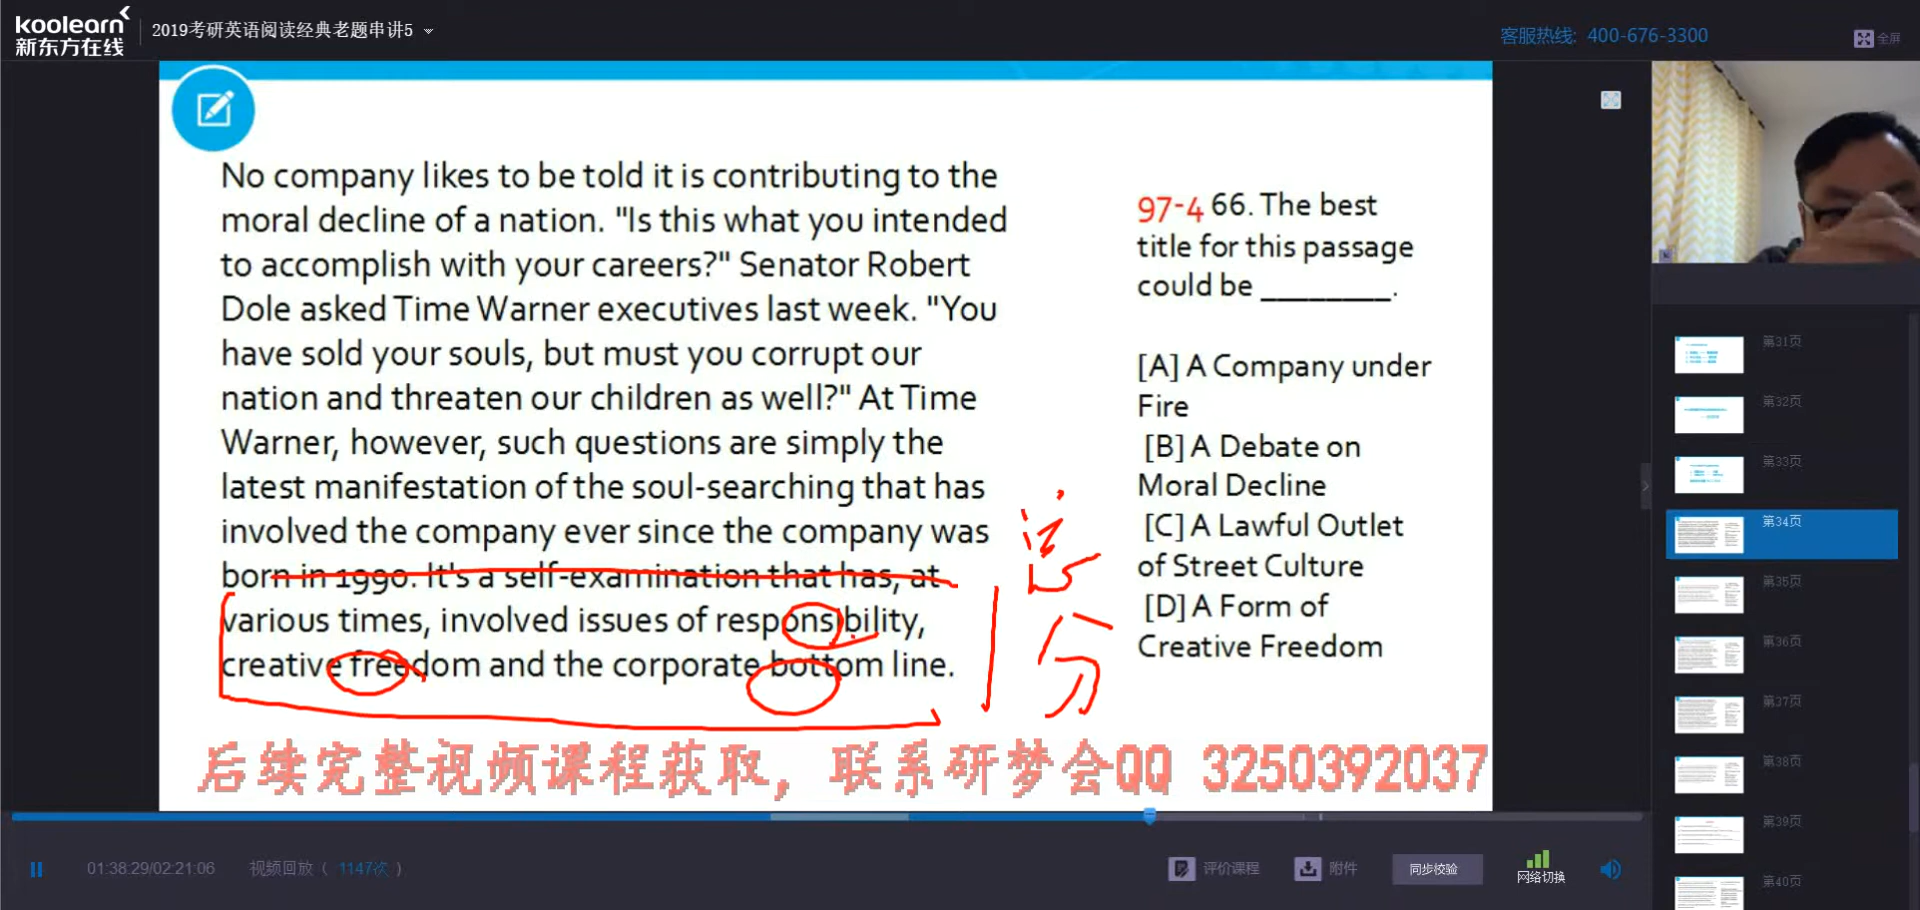 koolearn
新东方在线
2019考研英语阅读经典老题串讲5
客服热线: 400-676-3300
全屏
No company likes to be told it is contributing to the
moral decline of a nation. "Is this what you intended
to accomplish with your careers?" Senator Robert
Dole asked Time Warner executives last week. "You
have sold your souls, but must you corrupt our
nation and threaten our children as well?" At Time
Warner, however, such questions are simply the
latest manifestation of the soul-searching that has
involved the company ever since the company was
born in 1990. It's a self-examination that has, at
various times, involved issues of responsibility,
creative freedom and the corporate bottom line.
97-4 66. The best
title for this passage
could be ________.
[A] A Company under
Fire
[B] A Debate on
Moral Decline
[C] A Lawful Outlet
of Street Culture
[D] A Form of
Creative Freedom
总
分
后续完整视频课程获取，联系研梦会QQ 3250392037
第31页
第32页
第33页
第34页
第35页
第36页
第37页
第38页
第39页
第40页
01:38:29/02:21:06
视频回放（ 1147次 ）
评价课程
附件
同步校验
网络切换